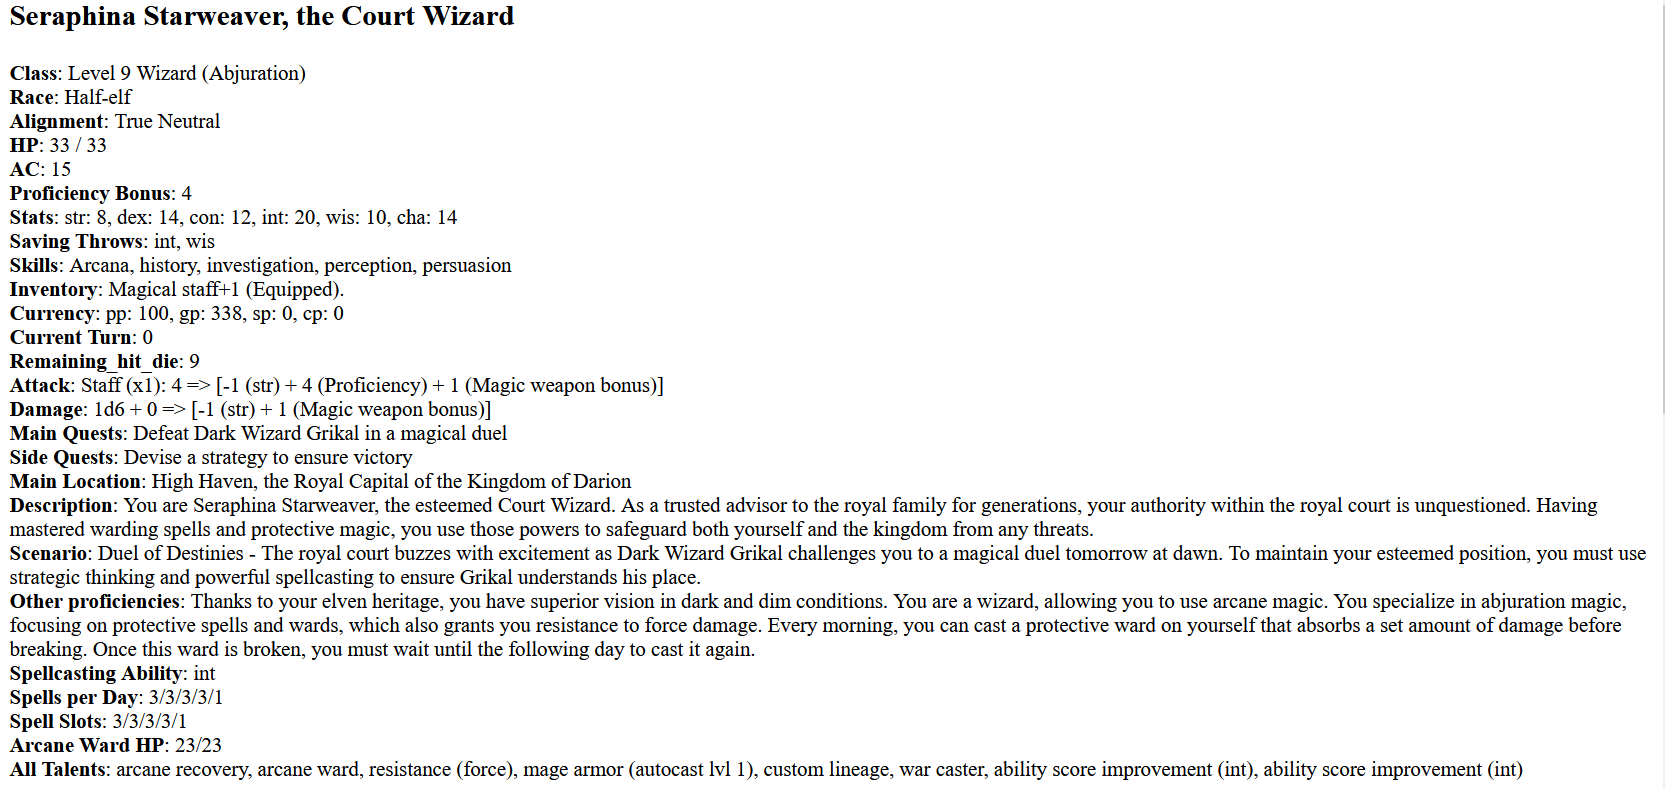 Seraphina Starweaver, the Court Wizard
Class: Level 9 Wizard (Abjuration)
Race: Half-elf
Alignment: True Neutral
HP: 33 / 33
AC: 15
Proficiency Bonus: 4
Stats: str: 8, dex: 14, con: 12, int: 20, wis: 10, cha: 14
Saving Throws: int, wis
Skills: Arcana, history, investigation, perception, persuasion
Inventory: Magical staff+1 (Equipped).
Currency: pp: 100, gp: 338, sp: 0, cp: 0
Current Turn: 0
Remaining_hit_die: 9
Attack: Staff (x1): 4 => [-1 (str) + 4 (Proficiency) + 1 (Magic weapon bonus)]
Damage: 1d6 + 0 => [-1 (str) + 1 (Magic weapon bonus)]
Main Quests: Defeat Dark Wizard Grikal in a magical duel
Side Quests: Devise a strategy to ensure victory
Main Location: High Haven, the Royal Capital of the Kingdom of Darion
Description: You are Seraphina Starweaver, the esteemed Court Wizard. As a trusted advisor to the royal family for generations, your authority within the royal court is unquestioned. Having
mastered warding spells and protective magic, you use those powers to safeguard both yourself and the kingdom from any threats.
Scenario: Duel of Destinies - The royal court buzzes with excitement as Dark Wizard Grikal challenges you to a magical duel tomorrow at dawn. To maintain your esteemed position, you must use
strategic thinking and powerful spellcasting to ensure Grikal understands his place.
Other proficiencies: Thanks to your elven heritage, you have superior vision in dark and dim conditions. You are a wizard, allowing you to use arcane magic. You specialize in abjuration magic,
focusing on protective spells and wards, which also grants you resistance to force damage. Every morning, you can cast a protective ward on yourself that absorbs a set amount of damage before
breaking. Once this ward is broken, you must wait until the following day to cast it again.
Spellcasting Ability: int
Spells per Day: 3/3/3/3/1
Spell Slots: 3/3/3/3/1
Arcane Ward HP: 23/23
All Talents: arcane recovery, arcane ward, resistance (force), mage armor (autocast lvl 1), custom lineage, war caster, ability score improvement (int), ability score improvement (int)